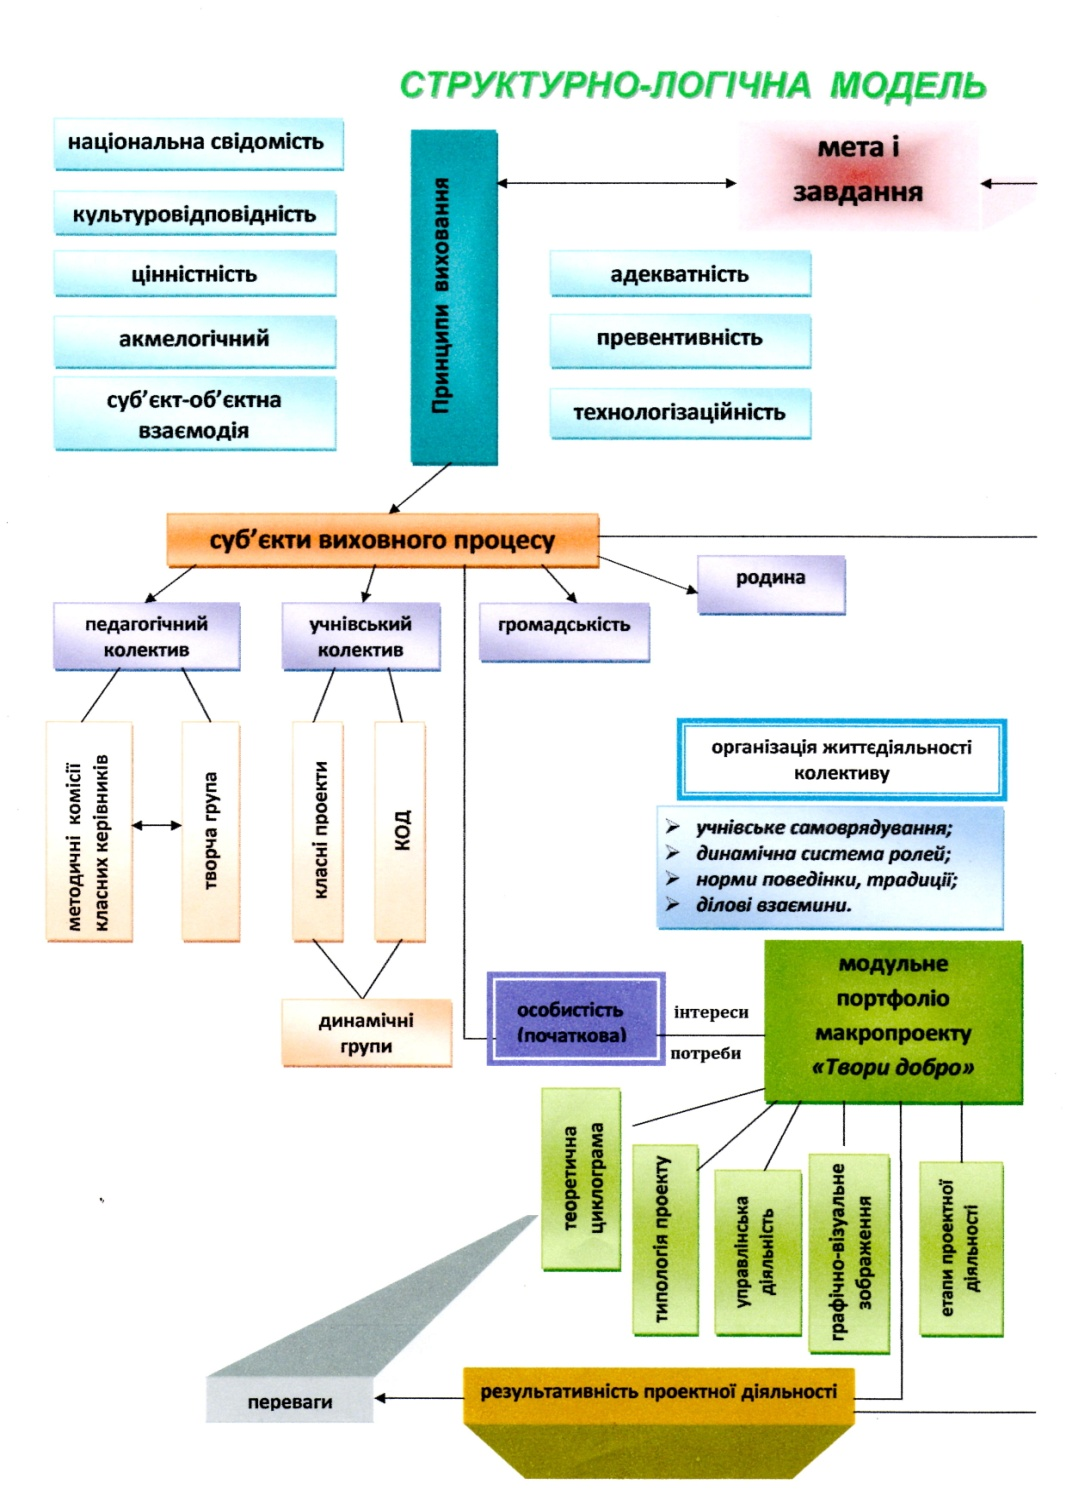 СТРУКТУРНО-ЛОГІЧНА МОДЕЛЬ
національна свідомість
культуровідповідність
цінністність
акмелогічний
суб’єкт-об’єктна
взаємодія
Принципи виховання
мета і
завдання
адекватність
превентивність
технологізаційність
суб’єкти виховного процесу
родина
педагогічний
колектив
учнівський
колектив
громадськість
методичні комісії
класних керівників
творча група
класні проекти
КОД
динамічні
групи
організація життєдіяльності
колективу
учнівське самоврядування;
динамічна система ролей;
норми поведінки, традиції;
ділові взаємини.
особистість
(початкова)
інтереси
потреби
модульне
портфоліо
макропроекту
«Твори добро»
теоретична
циклограма
типологія проекту
управлінська
діяльність
графічно-візуальне
зображення
етапи проектної
діяльності
переваги
результативність проектної діяльності